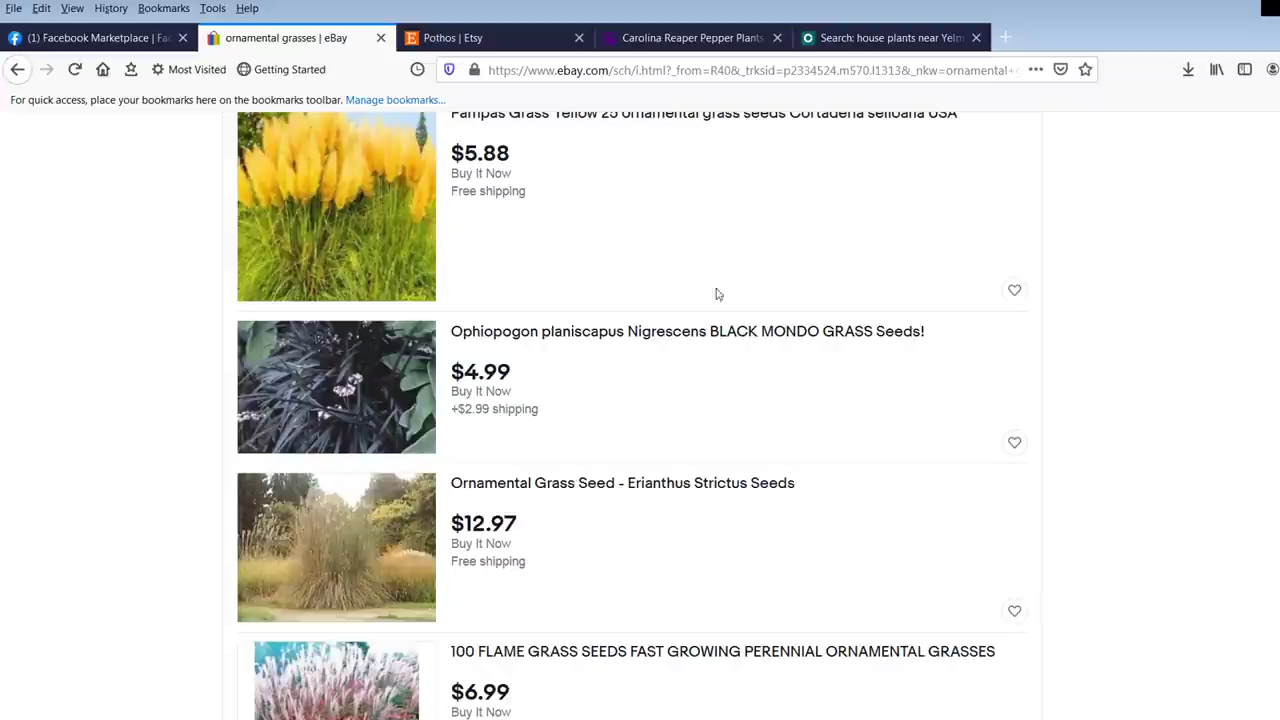 File Edit View History Bookmarks Tools Help
(1) Facebook Marketplace | Fac
ornamental grasses | eBay
Pothos | Etsy
Carolina Reaper Pepper Plants
Search: house plants near Yelm
Most Visited
Getting Started
https://www.ebay.com/sch/i.html?_from=R40&_trksid=p2334524.m570.l1313&_nkw=ornamental+
For quick access, place your bookmarks here on the bookmarks toolbar. Manage bookmarks...
Pampas Grass Yellow 25 ornamental grass seeds Cortaderia selloana USA
$5.88
Buy It Now
Free shipping
Ophiopogon planiscapus Nigrescens BLACK MONDO GRASS Seeds!
$4.99
Buy It Now
+$2.99 shipping
Ornamental Grass Seed - Erianthus Strictus Seeds
$12.97
Buy It Now
Free shipping
100 FLAME GRASS SEEDS FAST GROWING PERENNIAL ORNAMENTAL GRASSES
$6.99
Buy It Now